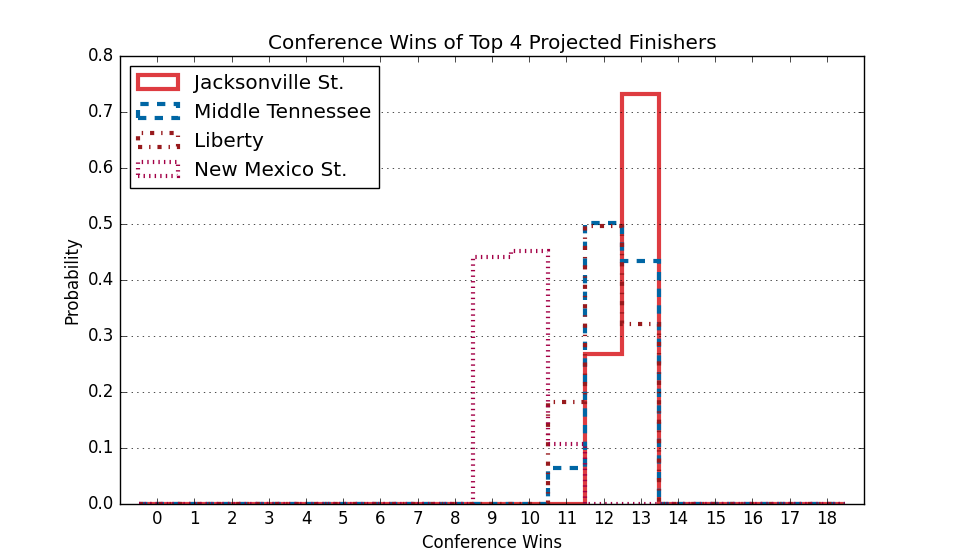 Conference Wins of Top 4 Projected Finishers
0.8
0.7
0.6
0.5
0.4
0.3
0.2
0.1
0.0
Probability
Jacksonville St.
Middle Tennessee
Liberty
New Mexico St.
0 1 2 3 4 5 6 7 8 9 10 11 12 13 14 15 16 17 18
Conference Wins